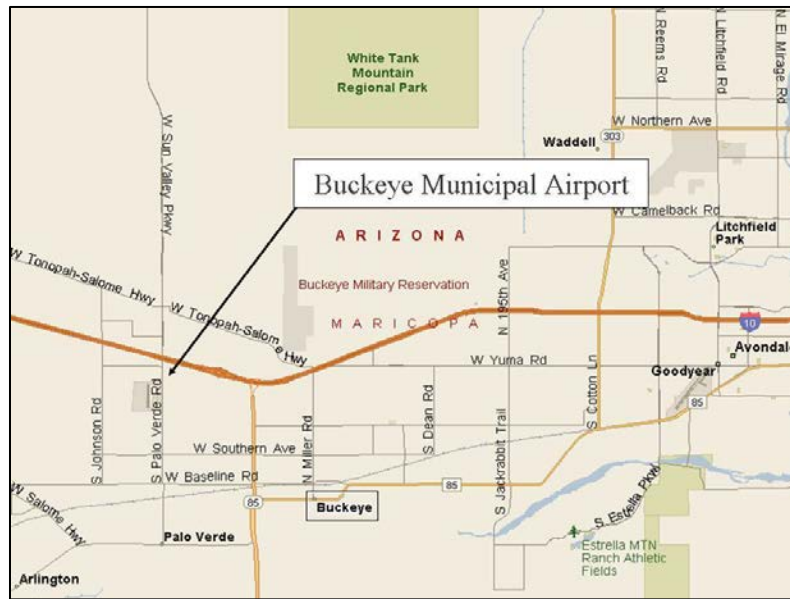 White Tank
Mountain
Regional Park
N Reems Rd
N Litchfield Rd
N El Mirage Rd
W Northern Ave
Waddell
303
W Sun Valley Pkwy
Buckeye Municipal Airport
W Camelback Rd
ARIZONA
Litchfield
Park
W Tonopah-Salome Hwy
Buckeye Military Reservation
N 195th Ave
W Tonopah-Salome Hwy
MARICOPA
10
Avondale
W Yuma Rd
Goodyear
S Johnson Rd
S Palo Verde Rd
N Miller Rd
S Dean Rd
S Cotton Ln
85
W Southern Ave
S Jackrabbit Trail
W Baseline Rd
85
85
Buckeye
S Estrella Pkwy
W Salome Hwy
Palo Verde
Estrella MTN
Ranch Athletic
Fields
Arlington